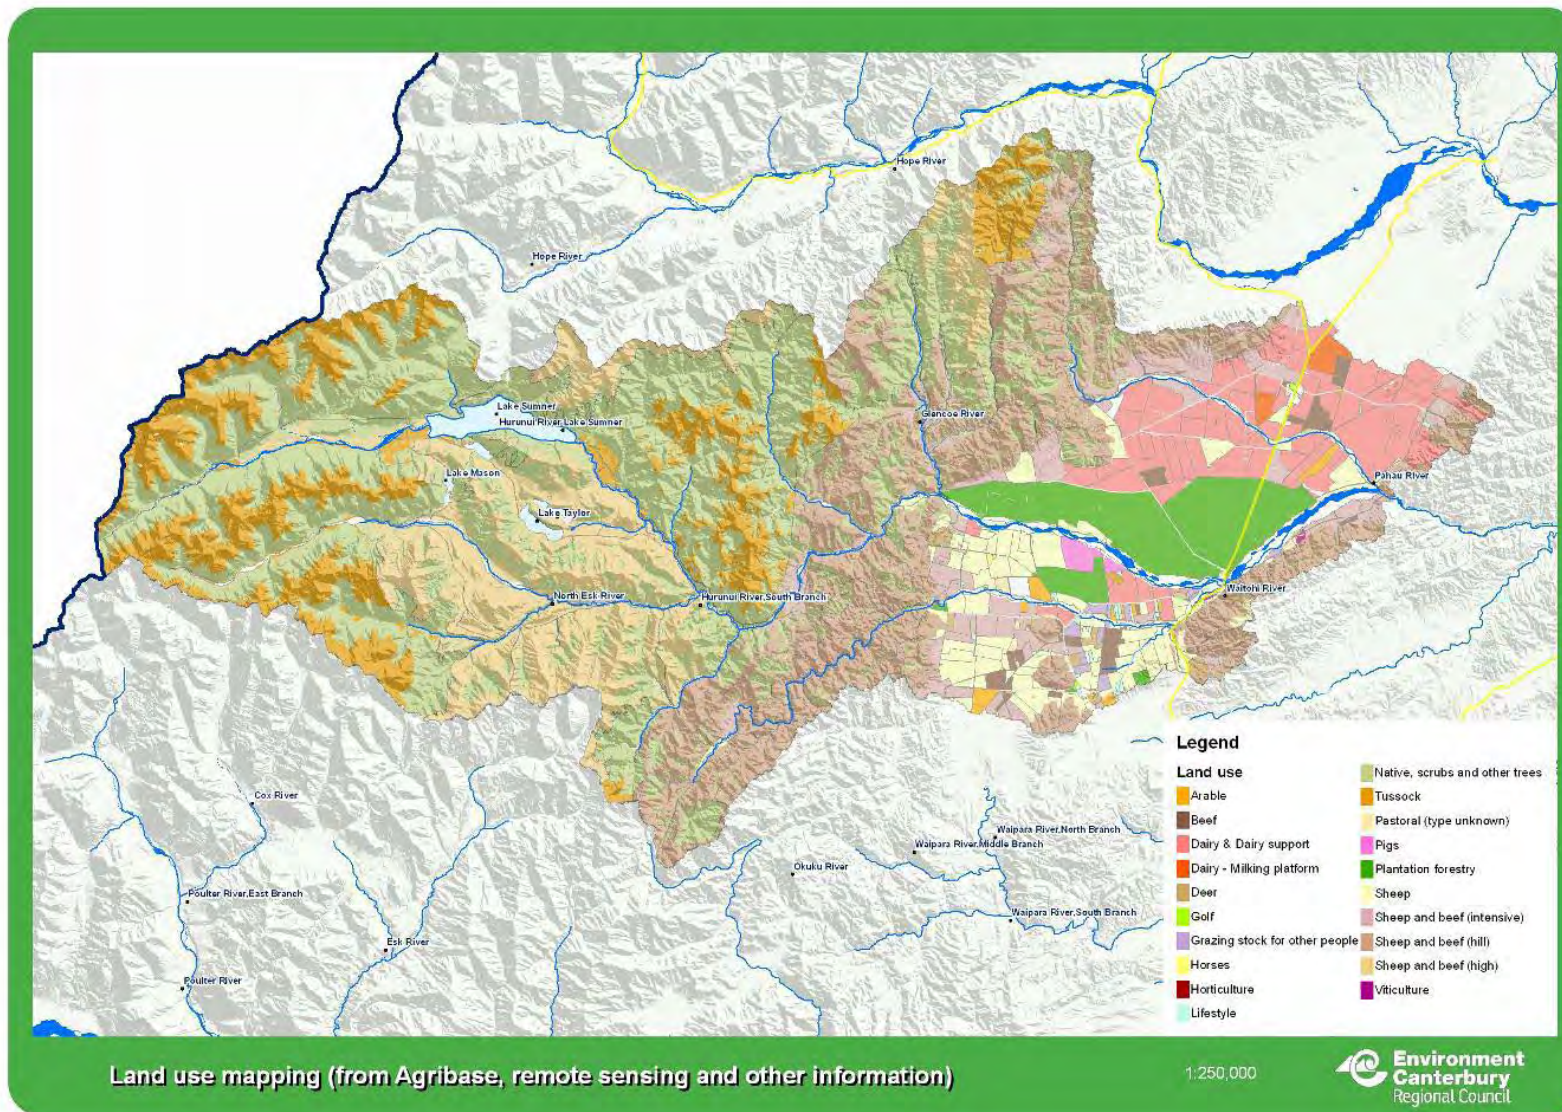 Hope River
Hope River
Lake Sumner
Hurunui River,Lake Sumner
Glencoe River
Lake Mason
Pahau River
Lake Taylor
North Esk River
Hurunui River,South Branch
Waitohi River
Cox River
Waipara River,North Branch
Waipara River,Middle Branch
Okuku River
Poulter River,East Branch
Waipara River,South Branch
Esk River
Poulter River
Legend
Land use
Arable
Beef
Dairy & Dairy support
Dairy - Milking platform
Deer
Golf
Grazing stock for other people
Horses
Horticulture
Lifestyle
Native, scrubs and other trees
Tussock
Pastoral (type unknown)
Pigs
Plantation forestry
Sheep
Sheep and beef (intensive)
Sheep and beef (hill)
Sheep and beef (high)
Viticulture
Land use mapping (from Agribase, remote sensing and other information)
1:250,000
Environment
Canterbury
Regional Council